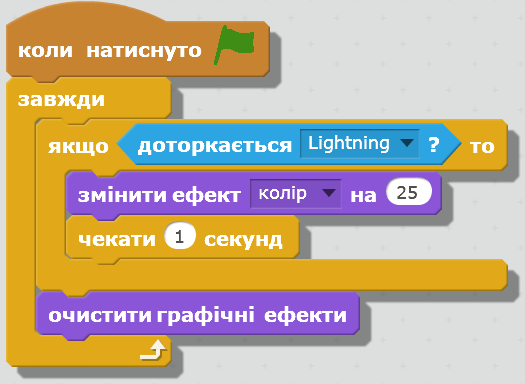 коли натиснуто
завжди
якщо доторкається Lightning ? то
змінити ефект колір на 25
чекати 1 секунд
очистити графічні ефекти